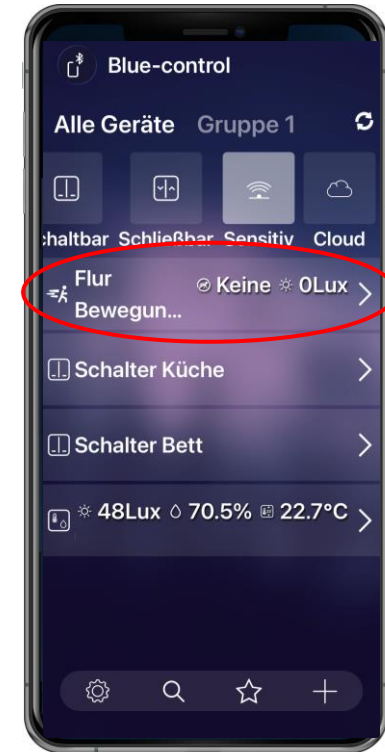 Blue-control
Alle Geräte Gruppe 1
chaltbar Schließbar Sensitiv Cloud
Flur
Bewegun... Keine 0Lux
Schalter Küche
Schalter Bett
48Lux 70.5% 22.7°C